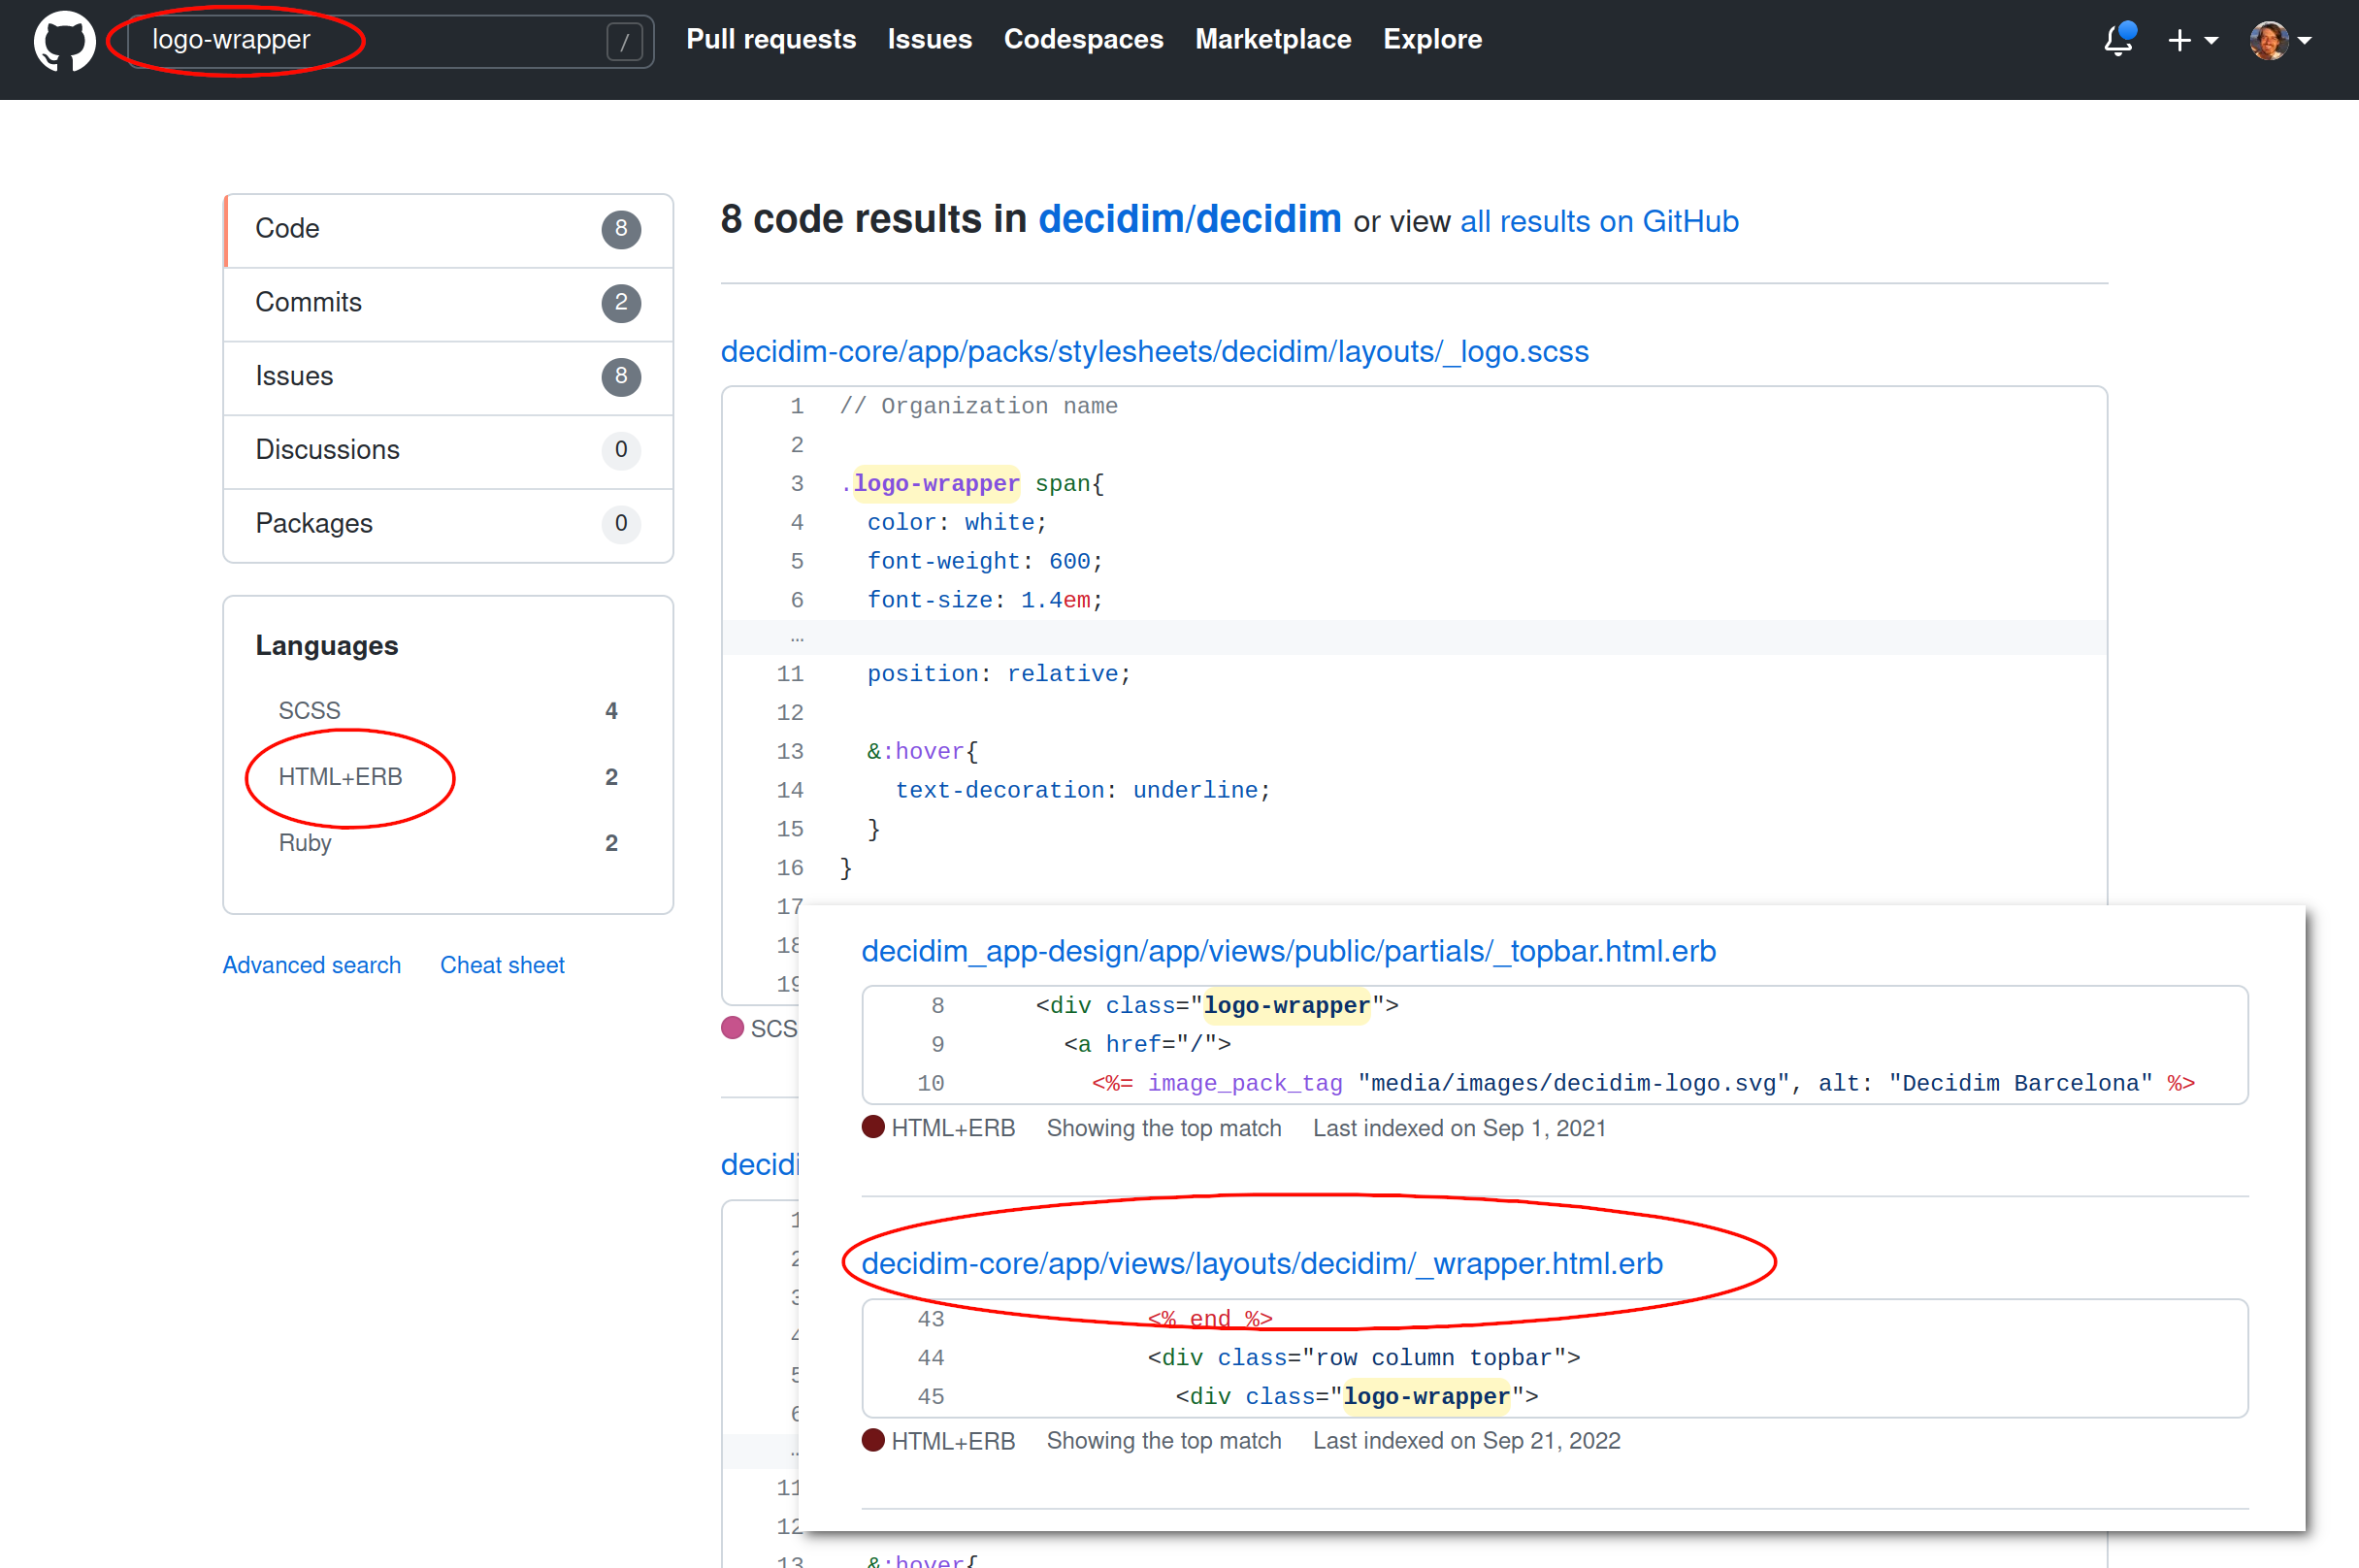 logo-wrapper
/
Pull requests Issues Codespaces Marketplace Explore
Code 8
Commits 2
Issues 8
Discussions 0
Packages 0
Languages
SCSS 4
HTML+ERB 2
Ruby 2
Advanced search Cheat sheet
8 code results in decidim/decidim or view all results on GitHub
decidim-core/app/packs/stylesheets/decidim/layouts/_logo.scss
1 // Organization name
2
3 .logo-wrapper span{
4 color: white;
5 font-weight: 600;
6 font-size: 1.4em;
…
11 position: relative;
12
13 &:hover{
14 text-decoration: underline;
15 }
16 }
17
18
19
SCS
decidi
1
2
3
4
5
6
…
11
12
13 &:hover{
decidim_app-design/app/views/public/partials/_topbar.html.erb
8 <div class="logo-wrapper">
9 <a href="/">
10 <%= image_pack_tag "media/images/decidim-logo.svg", alt: "Decidim Barcelona" %>
HTML+ERB Showing the top match Last indexed on Sep 1, 2021
decidim-core/app/views/layouts/decidim/_wrapper.html.erb
43 <% end %>
44 <div class="row column topbar">
45 <div class="logo-wrapper">
HTML+ERB Showing the top match Last indexed on Sep 21, 2022